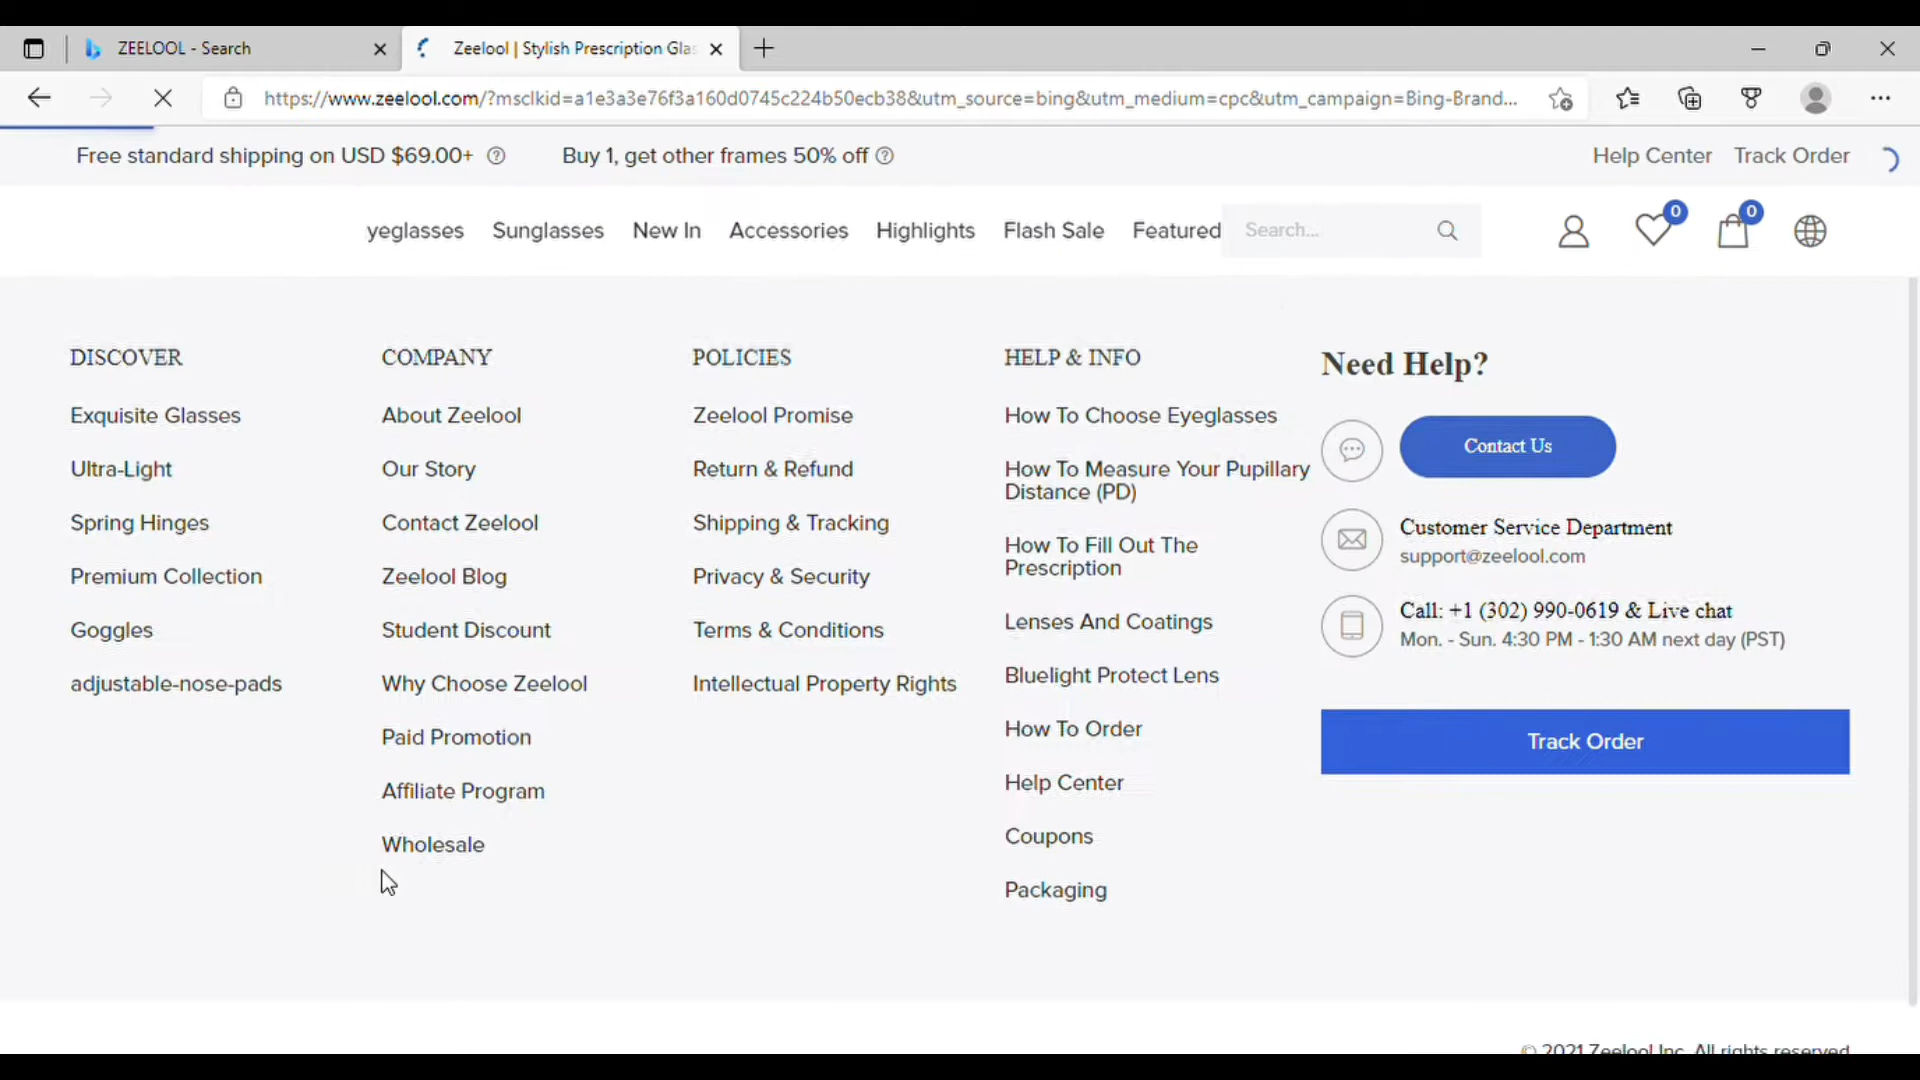 ZEELOOL - Search
Zeelool | Stylish Prescription Glas
https://www.zeelool.com/?msclkid=a1e3a3e76f3a160d0745c224b50ecb38&utm_source=bing&utm_medium=cpc&utm_campaign=Bing-Brand...
Free standard shipping on USD $69.00+ Buy 1, get other frames 50% off Help Center Track Order
yeglasses Sunglasses New In Accessories Highlights Flash Sale Featured Search... 0 0
DISCOVER
Exquisite Glasses
Ultra-Light
Spring Hinges
Premium Collection
Goggles
adjustable-nose-pads
COMPANY
About Zeelool
Our Story
Contact Zeelool
Zeelool Blog
Student Discount
Why Choose Zeelool
Paid Promotion
Affiliate Program
Wholesale
POLICIES
Zeelool Promise
Return & Refund
Shipping & Tracking
Privacy & Security
Terms & Conditions
Intellectual Property Rights
HELP & INFO
How To Choose Eyeglasses
How To Measure Your Pupillary
Distance (PD)
How To Fill Out The
Prescription
Lenses And Coatings
Bluelight Protect Lens
How To Order
Help Center
Coupons
Packaging
Need Help?
Contact Us
Customer Service Department
support@zeelool.com
Call: +1 (302) 990-0619 & Live chat
Mon. - Sun. 4:30 PM - 1:30 AM next day (PST)
Track Order
© 2021 Zeelool Inc. All rights reserved